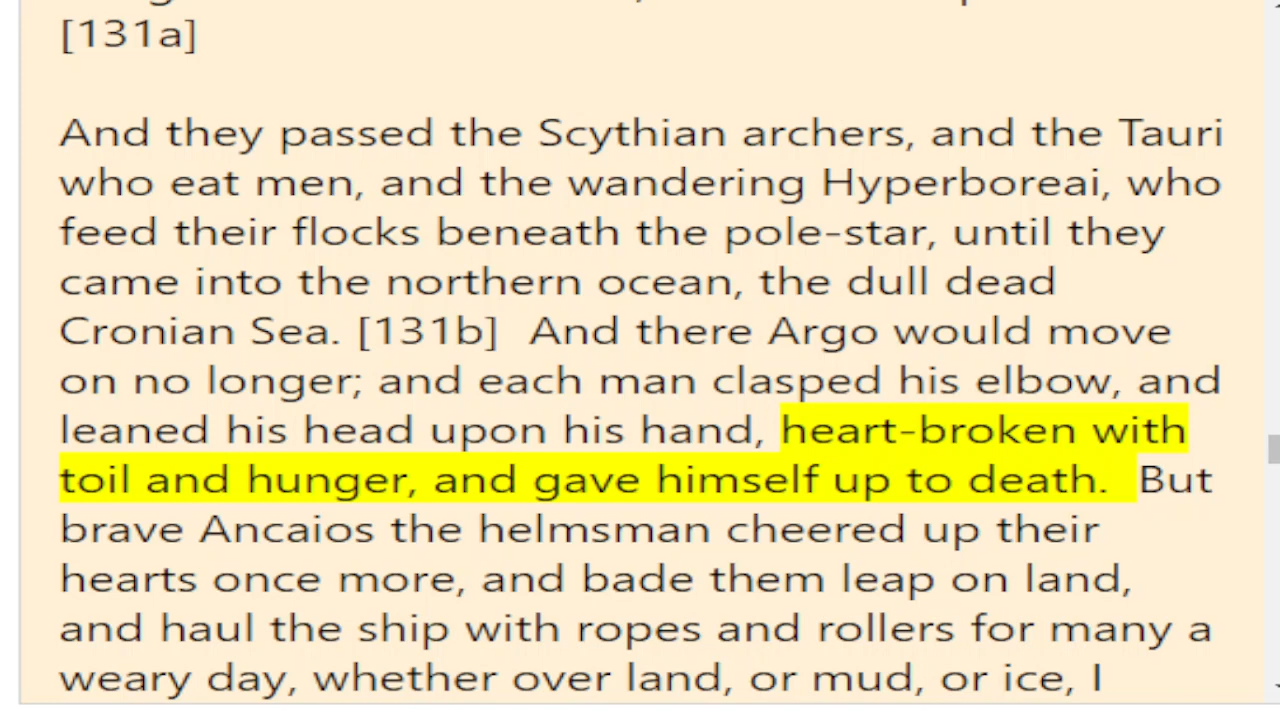 [131a]
And they passed the Scythian archers, and the Tauri
who eat men, and the wandering Hyperboreai, who
feed their flocks beneath the pole-star, until they
came into the northern ocean, the dull dead
Cronian Sea. [131b]  And there Argo would move
on no longer; and each man clasped his elbow, and
leaned his head upon his hand, heart-broken with
toil and hunger, and gave himself up to death.  But
brave Ancaios the helmsman cheered up their
hearts once more, and bade them leap on land,
and haul the ship with ropes and rollers for many a
weary day, whether over land, or mud, or ice, I